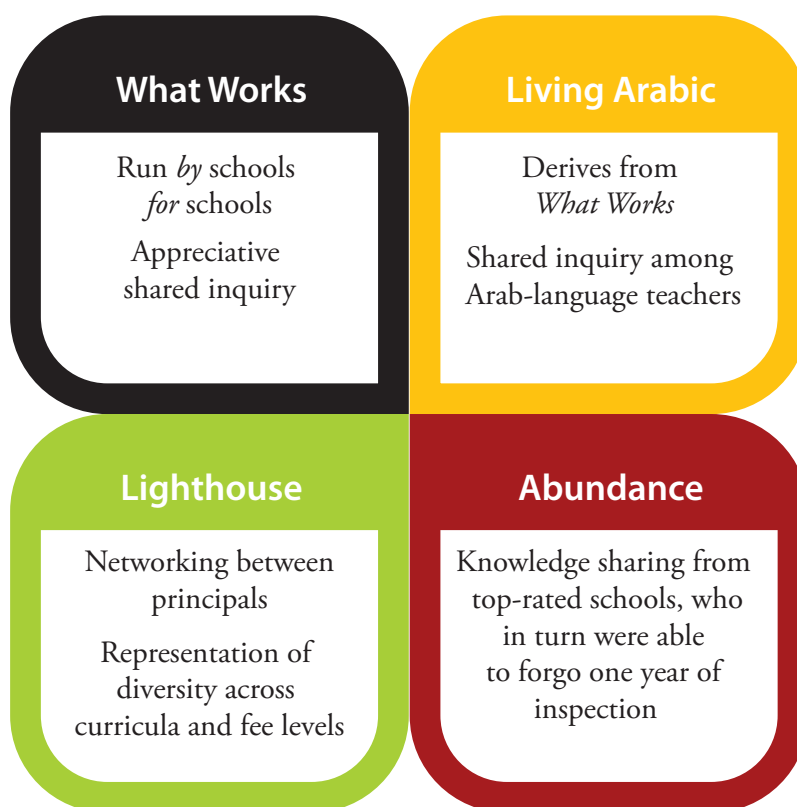 What Works
Run by schools
for schools
Appreciative
shared inquiry
Living Arabic
Derives from
What Works
Shared inquiry among
Arab-language teachers
Lighthouse
Networking between
principals
Representation of
diversity across
curricula and fee levels
Abundance
Knowledge sharing from
top-rated schools, who
in turn were able
to forgo one year of
inspection